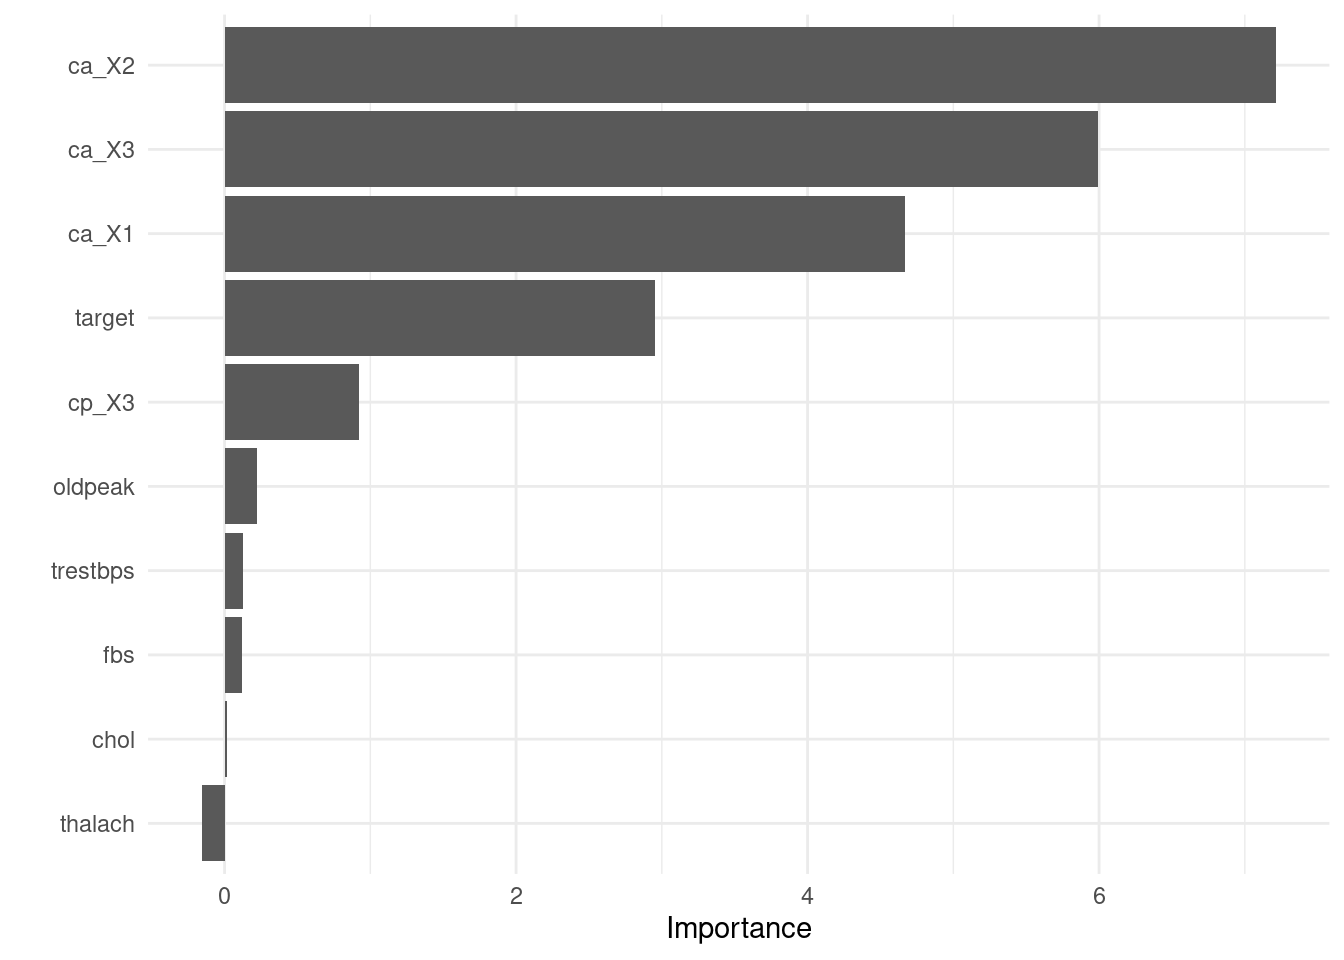 ca_X2
ca_X3
ca_X1
target
cp_X3
oldpeak
trestbps
fbs
chol
thalach
0 2 4 6
Importance